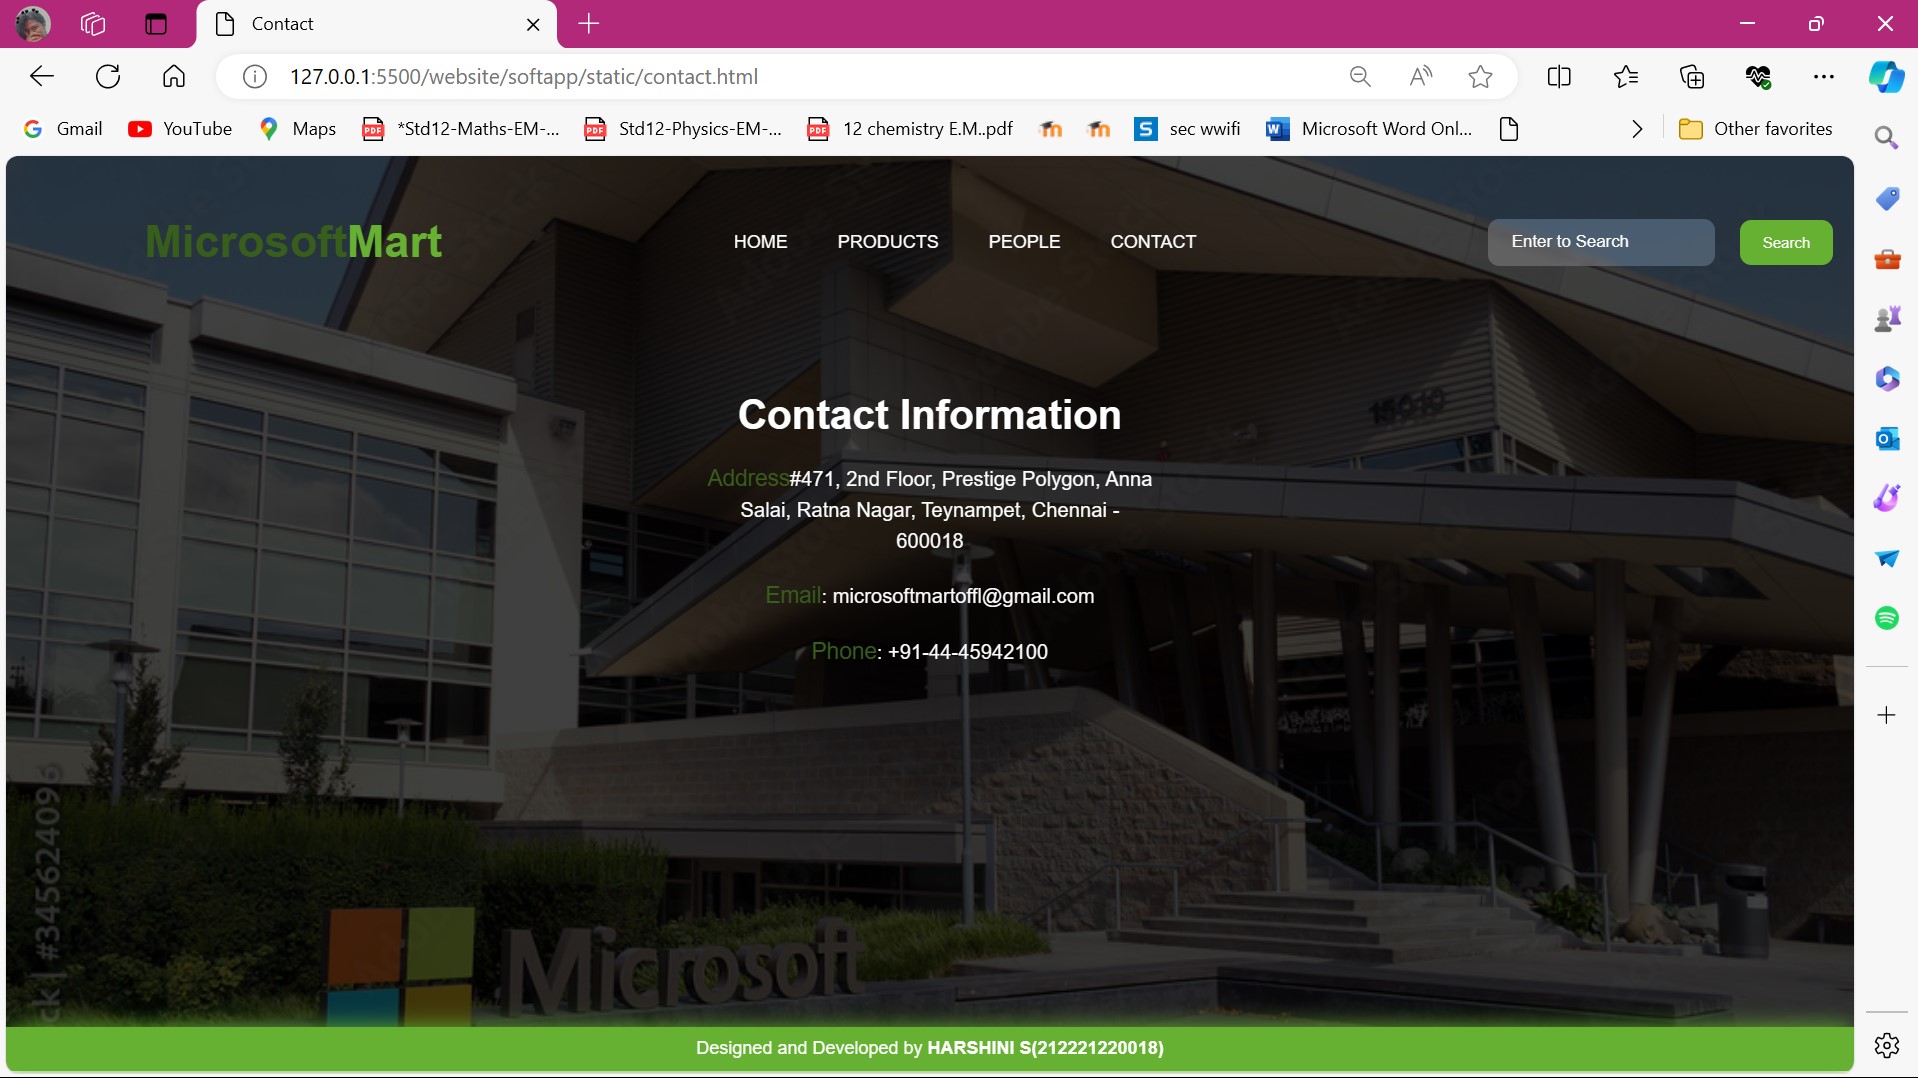 Contact
127.0.0.1:5500/website/softapp/static/contact.html
Gmail
YouTube
Maps
*Std12-Maths-EM-...
Std12-Physics-EM-...
12 chemistry E.M..pdf
sec wwifi
Microsoft Word Onl...
Other favorites
MicrosoftMart
HOME
PRODUCTS
PEOPLE
CONTACT
Enter to Search
Search
15010
Contact Information
Address#471, 2nd Floor, Prestige Polygon, Anna
Salai, Ratna Nagar, Teynampet, Chennai -
600018
Email: microsoftmartoffl@gmail.com
Phone: +91-44-45942100
Microsoft
Designed and Developed by HARSHINI S(212221220018)